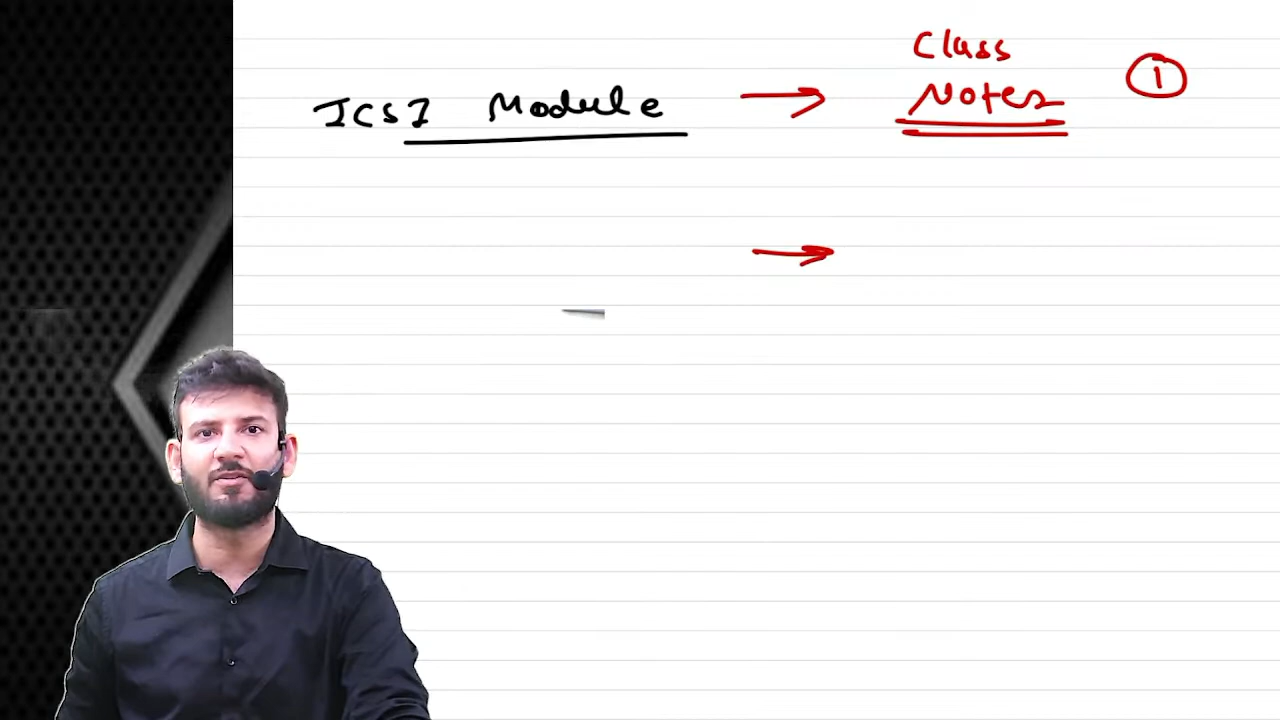 Class
ICSI Module → Notes ①
→